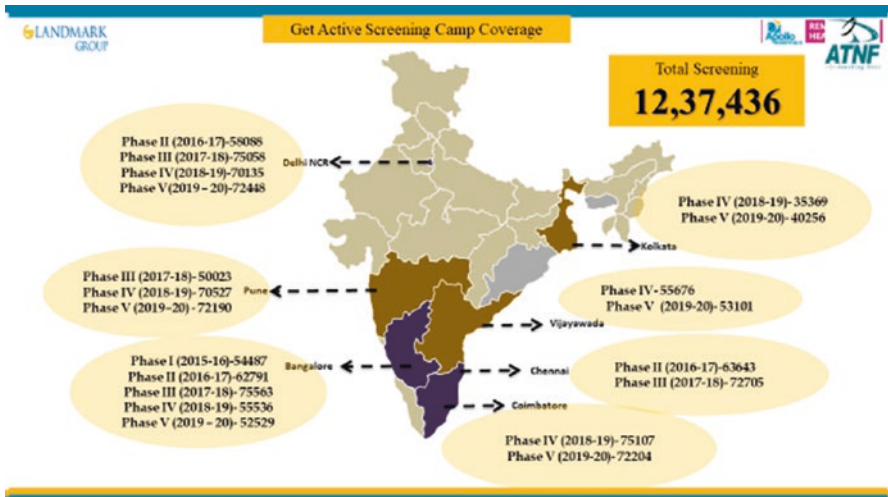 LANDMARK
GROUP
Get Active Screening Camp Coverage
Apollo
REM
HEA
ATNF
Total Screening
12,37,436
Phase II (2016-17)-58088
Phase III (2017-18)-75058
Phase IV(2018-19)-70135
Phase V(2019 – 20)-72448
Delhi NCR
Phase IV (2018-19)- 35369
Phase V (2019-20)- 40256
Kolkata
Phase III (2017-18)-50023
Phase IV (2018-19)-70527
Phase V (2019–20) - 72190
Pune
Phase IV- 55676
Phase V (2019-20)- 53101
Vijayawada
Phase I (2015-16)-54487
Phase II (2016-17)-62791
Phase III (2017-18)-75563
Phase IV (2018-19)- 55536
Phase V (2019 – 20)- 52529
Bangalore
Chennai
Phase II (2016-17)-63643
Phase III (2017-18)- 72705
Coimbatore
Phase IV (2018-19)- 75107
Phase V (2019-20)- 72204